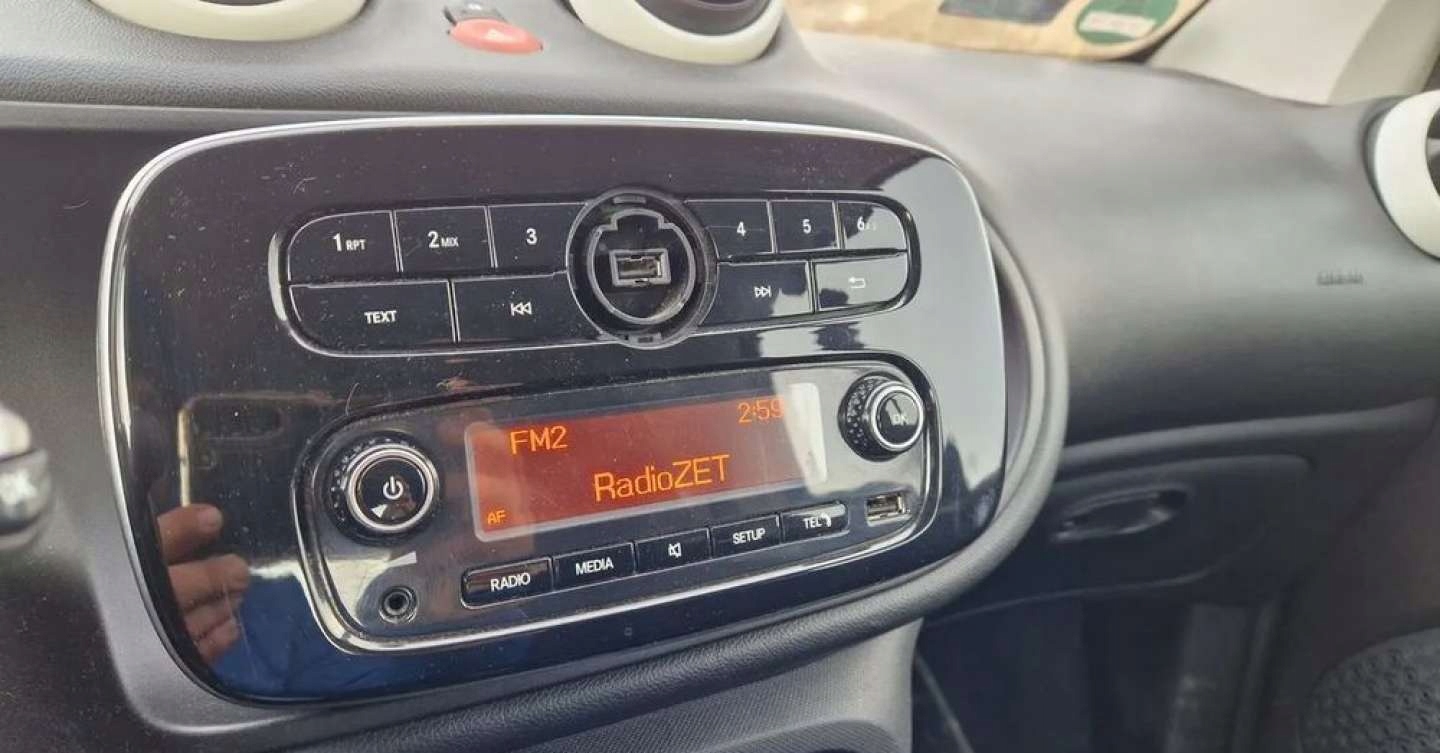 1 RPT 2 MIX 3 4 5 6
TEXT
FM2 2:59
RadioZET
AF
OK
RADIO MEDIA SETUP TEL